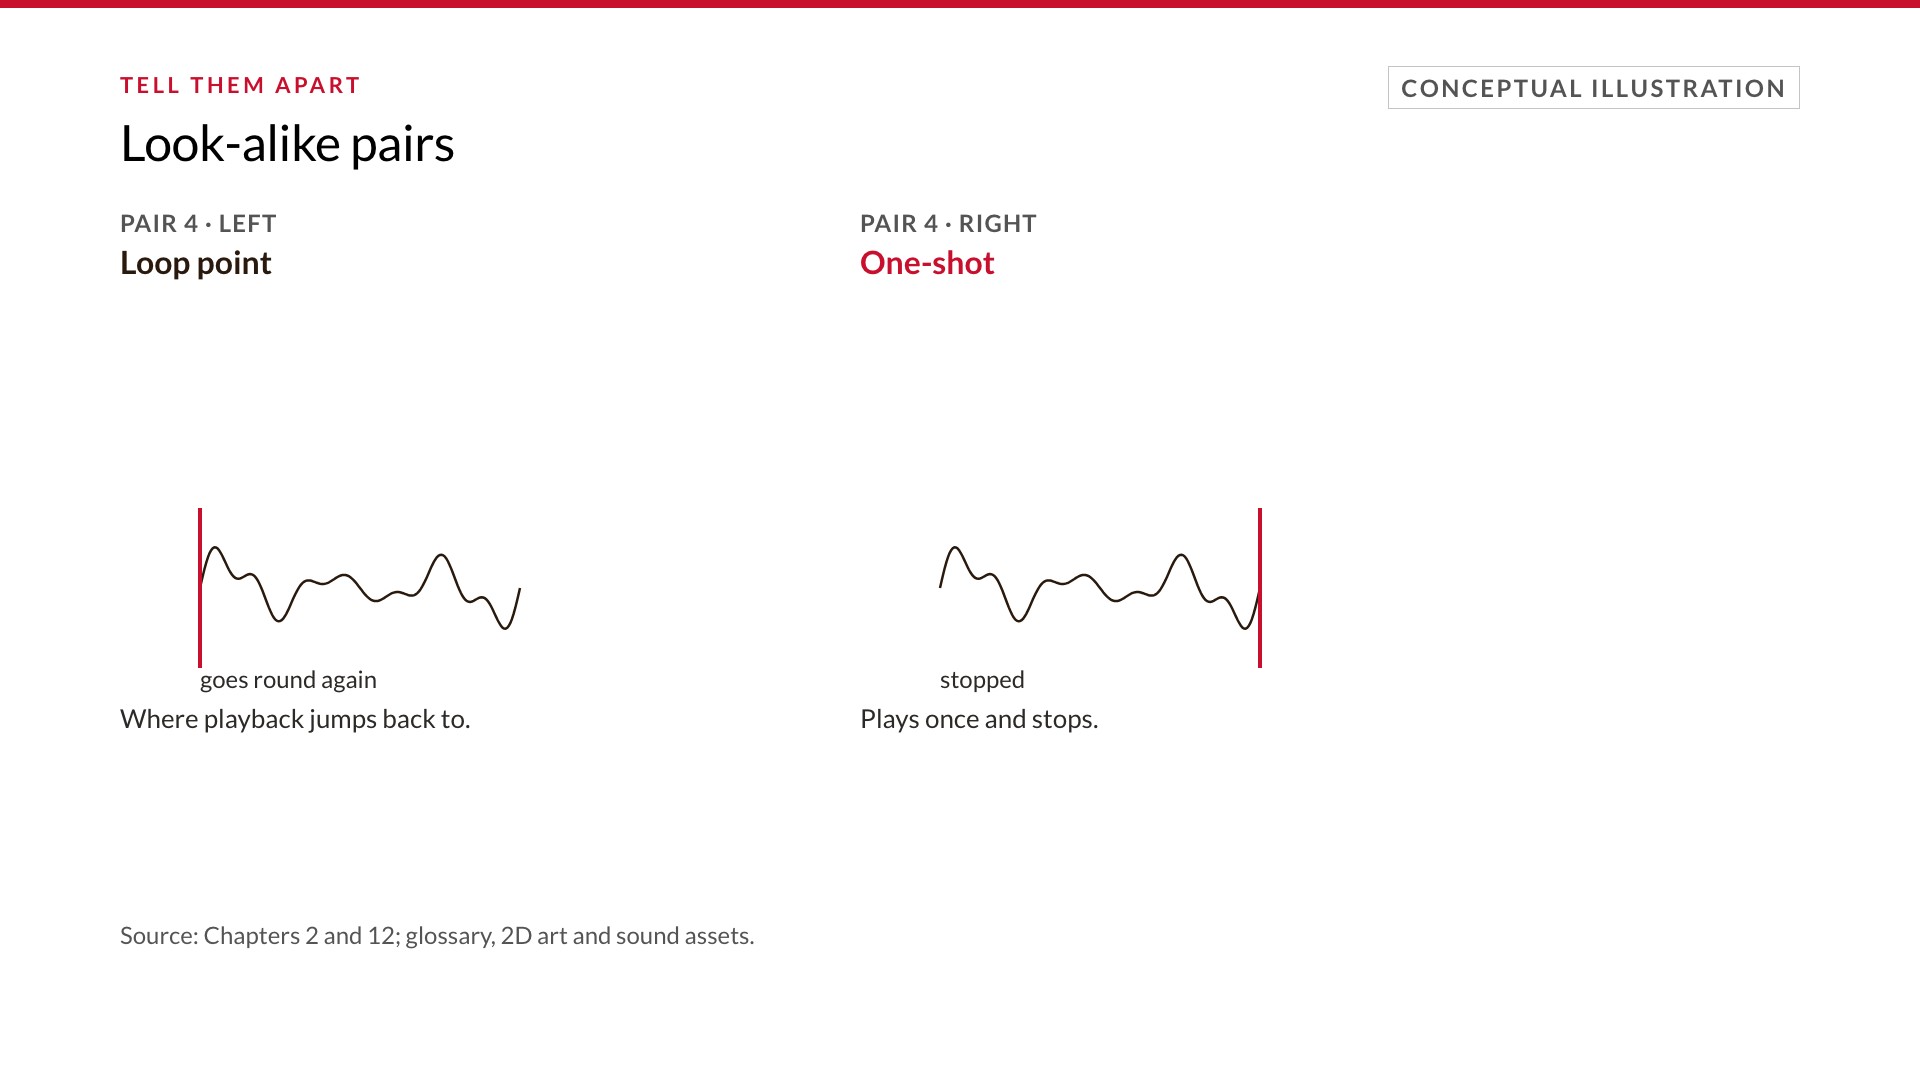 TELL THEM APART
CONCEPTUAL ILLUSTRATION
Look-alike pairs
PAIR 4 · LEFT
Loop point
PAIR 4 · RIGHT
One-shot
goes round again
Where playback jumps back to.
stopped
Plays once and stops.
Source: Chapters 2 and 12; glossary, 2D art and sound assets.